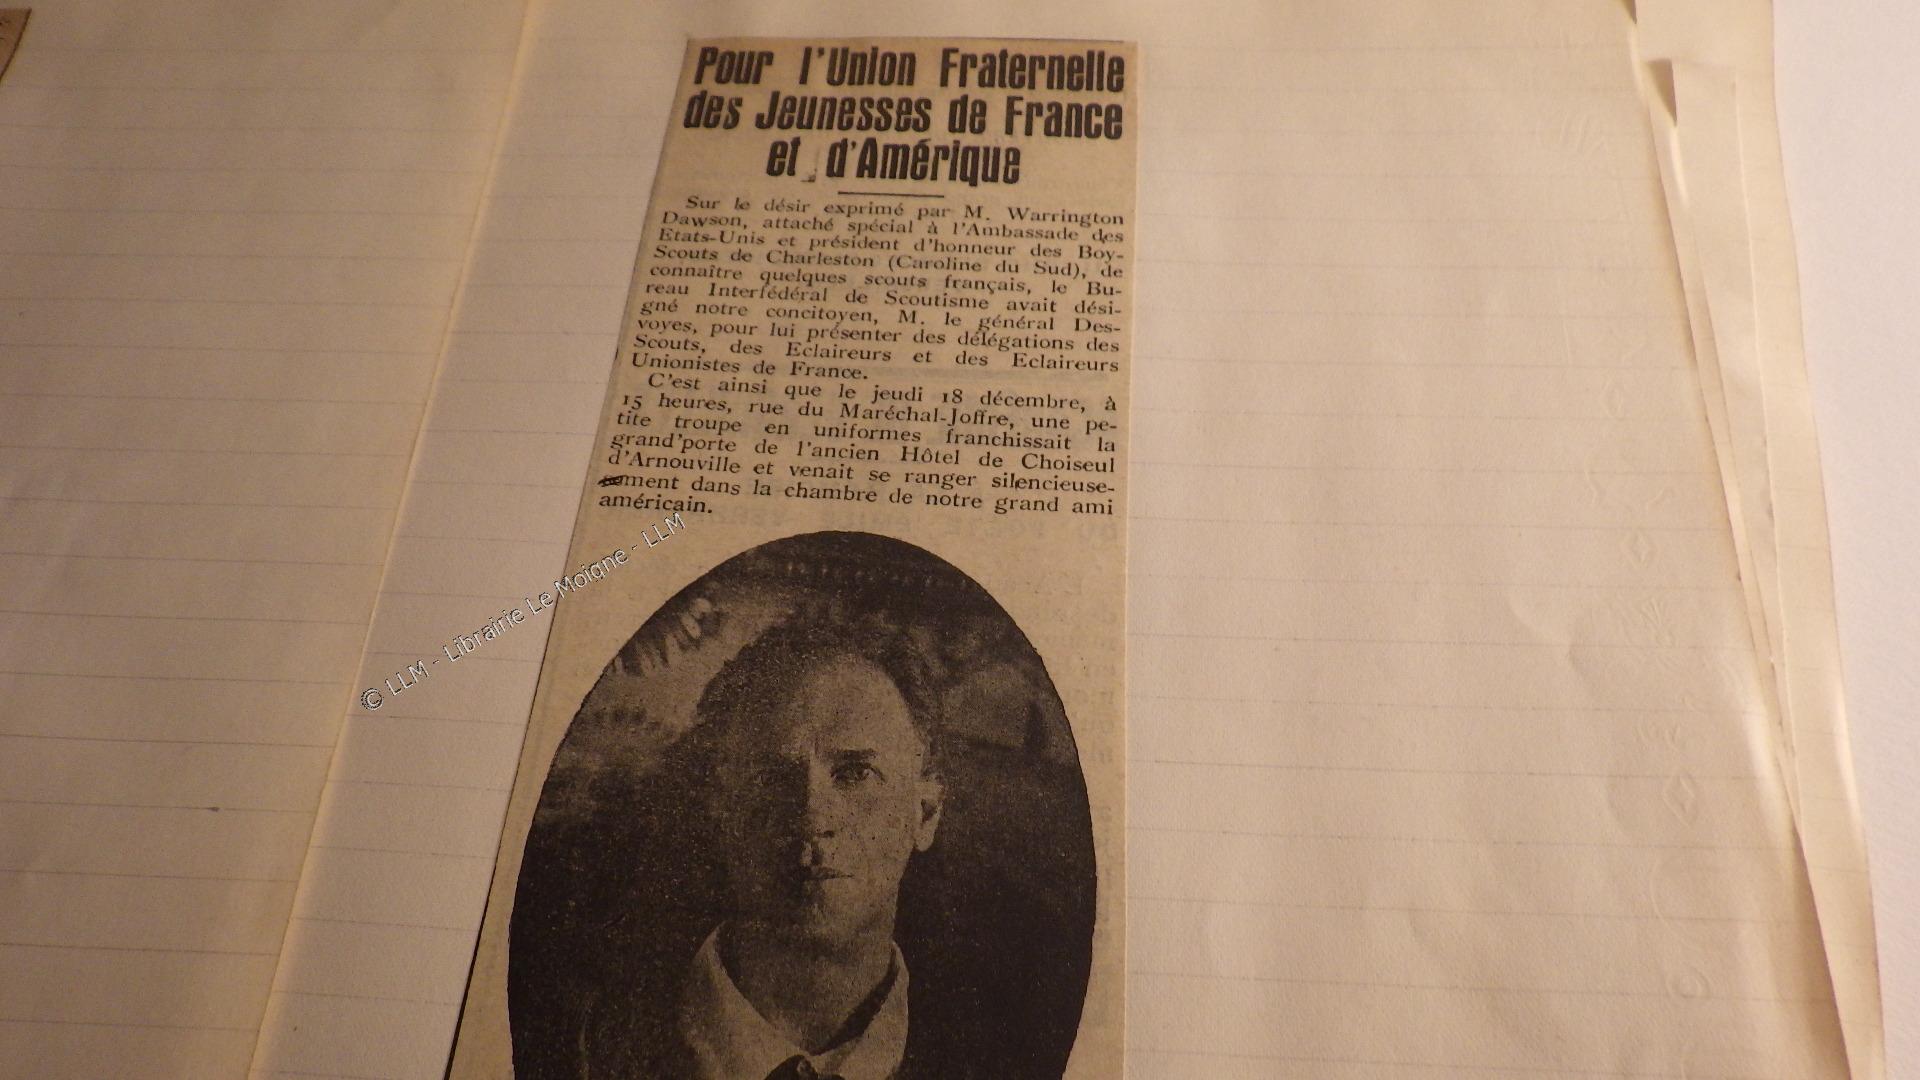 Pour l'Union Fraternelle
des Jeunesses de France
et d'Amérique
Sur le désir exprimé par M. Warrington
Dawson, attaché spécial à l'Ambassade des
Etats-Unis et président d'honneur des Boy-
Scouts de Charleston (Caroline du Sud), de
connaître quelques scouts français, le Bu-
reau Interfédéral de Scoutisme avait dési-
gné notre concitoyen, M. le général Des-
voyes, pour lui présenter des délégations des
Scouts, des Eclaireurs et des Eclaireurs
Unionistes de France.
C'est ainsi que le jeudi 18 décembre, à
15 heures, rue du Maréchal-Joffre, une pe-
tite troupe en uniformes franchissait la
grand'porte de l'ancien Hôtel de Choiseul
d'Arnouville et venait se ranger silencieuse-
ment dans la chambre de notre grand ami
américain.
© LLM - Librairie Le Moigne - LLM